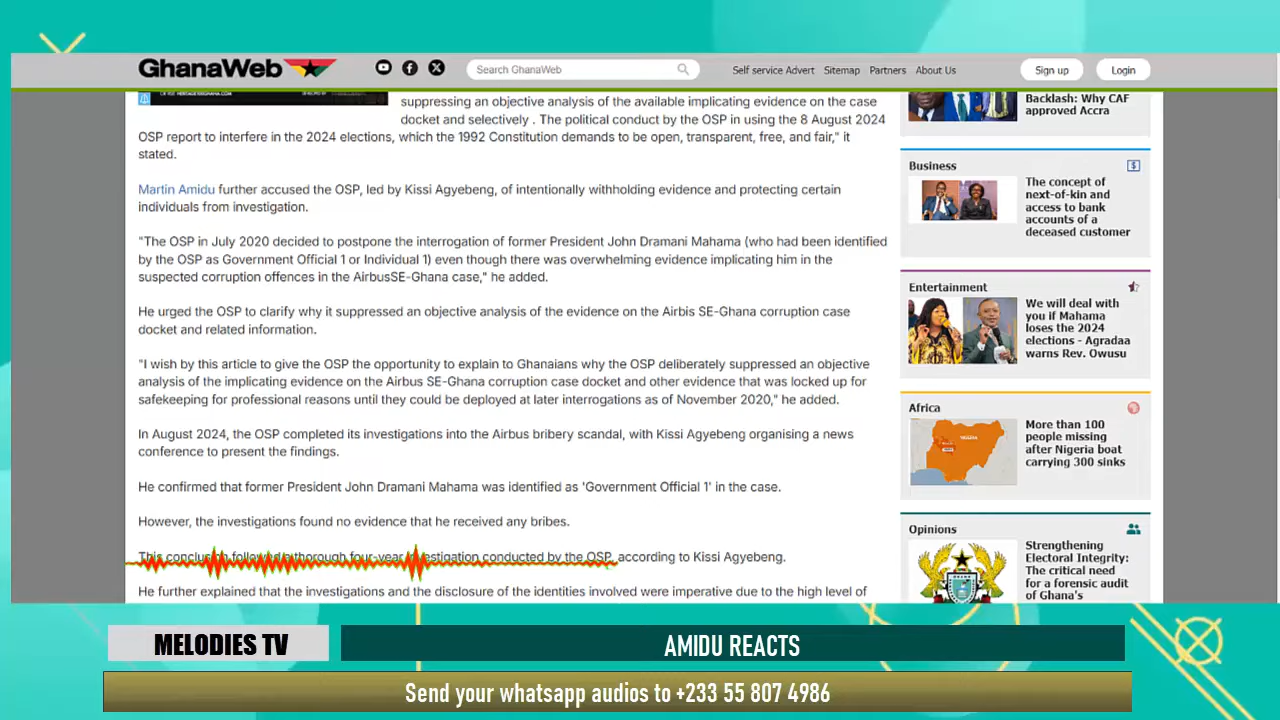 GhanaWeb
Search GhanaWeb
Self service Advert Sitemap Partners About Us
Sign up
Login
suppressing an objective analysis of the available implicating evidence on the case
docket and selectively . The political conduct by the OSP in using the 8 August 2024
OSP report to interfere in the 2024 elections, which the 1992 Constitution demands to be open, transparent, free, and fair," it
stated.
Martin Amidu further accused the OSP, led by Kissi Agyebeng, of intentionally withholding evidence and protecting certain
individuals from investigation.
"The OSP in July 2020 decided to postpone the interrogation of former President John Dramani Mahama (who had been identified
by the OSP as Government Official 1 or Individual 1) even though there was overwhelming evidence implicating him in the
suspected corruption offences in the AirbusSE-Ghana case," he added.
He urged the OSP to clarify why it suppressed an objective analysis of the evidence on the Airbis SE-Ghana corruption case
docket and related information.
"I wish by this article to give the OSP the opportunity to explain to Ghanaians why the OSP deliberately suppressed an objective
analysis of the implicating evidence on the Airbus SE-Ghana corruption case docket and other evidence that was locked up for
safekeeping for professional reasons until they could be deployed at later interrogations as of November 2020," he added.
In August 2024, the OSP completed its investigations into the Airbus bribery scandal, with Kissi Agyebeng organising a news
conference to present the findings.
He confirmed that former President John Dramani Mahama was identified as 'Government Official 1' in the case.
However, the investigations found no evidence that he received any bribes.
This conclusion followed a thorough four-year investigation conducted by the OSP, according to Kissi Agyebeng.
He further explained that the investigations and the disclosure of the identities involved were imperative due to the high level of
Backlash: Why CAF
approved Accra
Business
The concept of
next-of-kin and
access to bank
accounts of a
deceased customer
Entertainment
We will deal with
you if Mahama
loses the 2024
elections - Agradaa
warns Rev. Owusu
Africa
NIGERIA
More than 100
people missing
after Nigeria boat
carrying 300 sinks
Opinions
Strengthening
Electoral Integrity:
The critical need
for a forensic audit
of Ghana's
MELODIES TV
AMIDU REACTS
Send your whatsapp audios to +233 55 807 4986